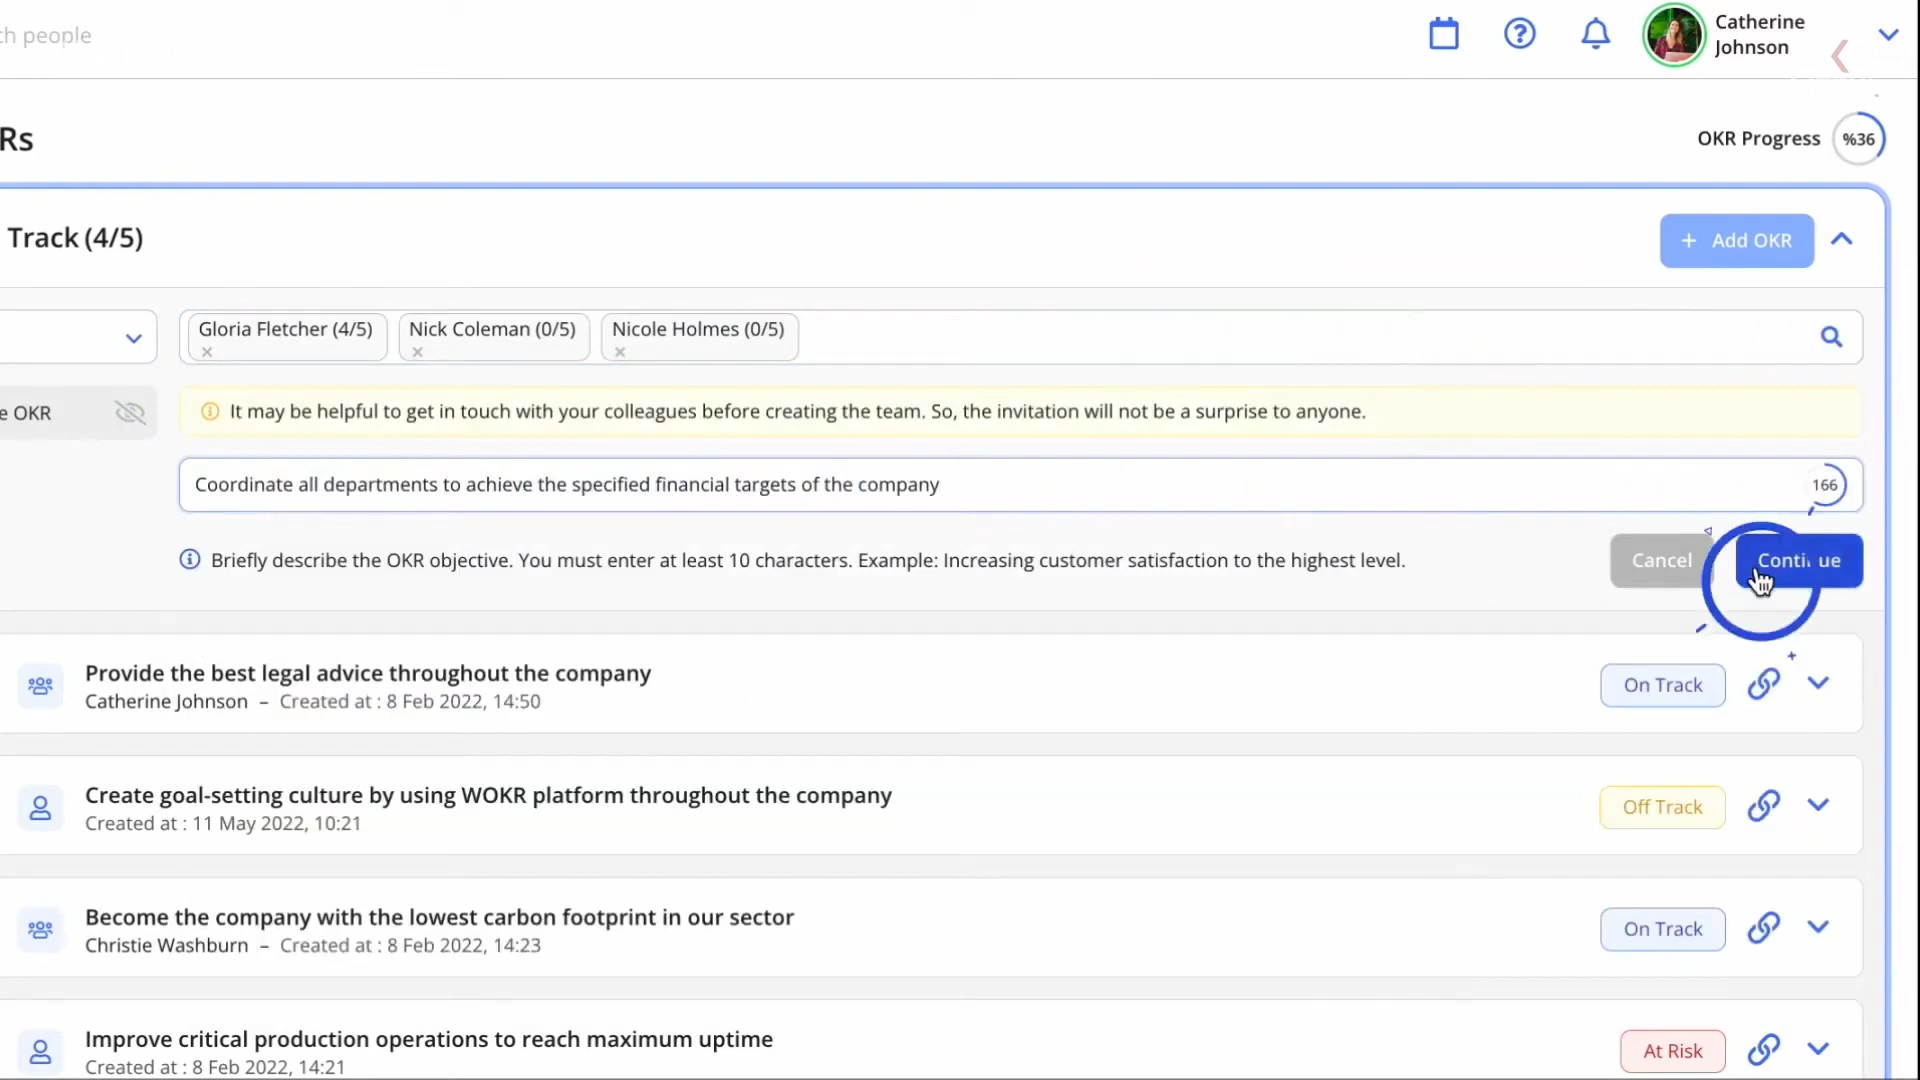 th people
Catherine
Johnson
Rs
OKR Progress
%36
Track (4/5)
+ Add OKR
Gloria Fletcher (4/5)
Nick Coleman (0/5)
Nicole Holmes (0/5)
e OKR
It may be helpful to get in touch with your colleagues before creating the team. So, the invitation will not be a surprise to anyone.
Coordinate all departments to achieve the specified financial targets of the company
166
Briefly describe the OKR objective. You must enter at least 10 characters. Example: Increasing customer satisfaction to the highest level.
Cancel
Continue
Provide the best legal advice throughout the company
Catherine Johnson – Created at : 8 Feb 2022, 14:50
On Track
Create goal-setting culture by using WOKR platform throughout the company
Created at : 11 May 2022, 10:21
Off Track
Become the company with the lowest carbon footprint in our sector
Christie Washburn – Created at : 8 Feb 2022, 14:23
On Track
Improve critical production operations to reach maximum uptime
Created at : 8 Feb 2022, 14:21
At Risk